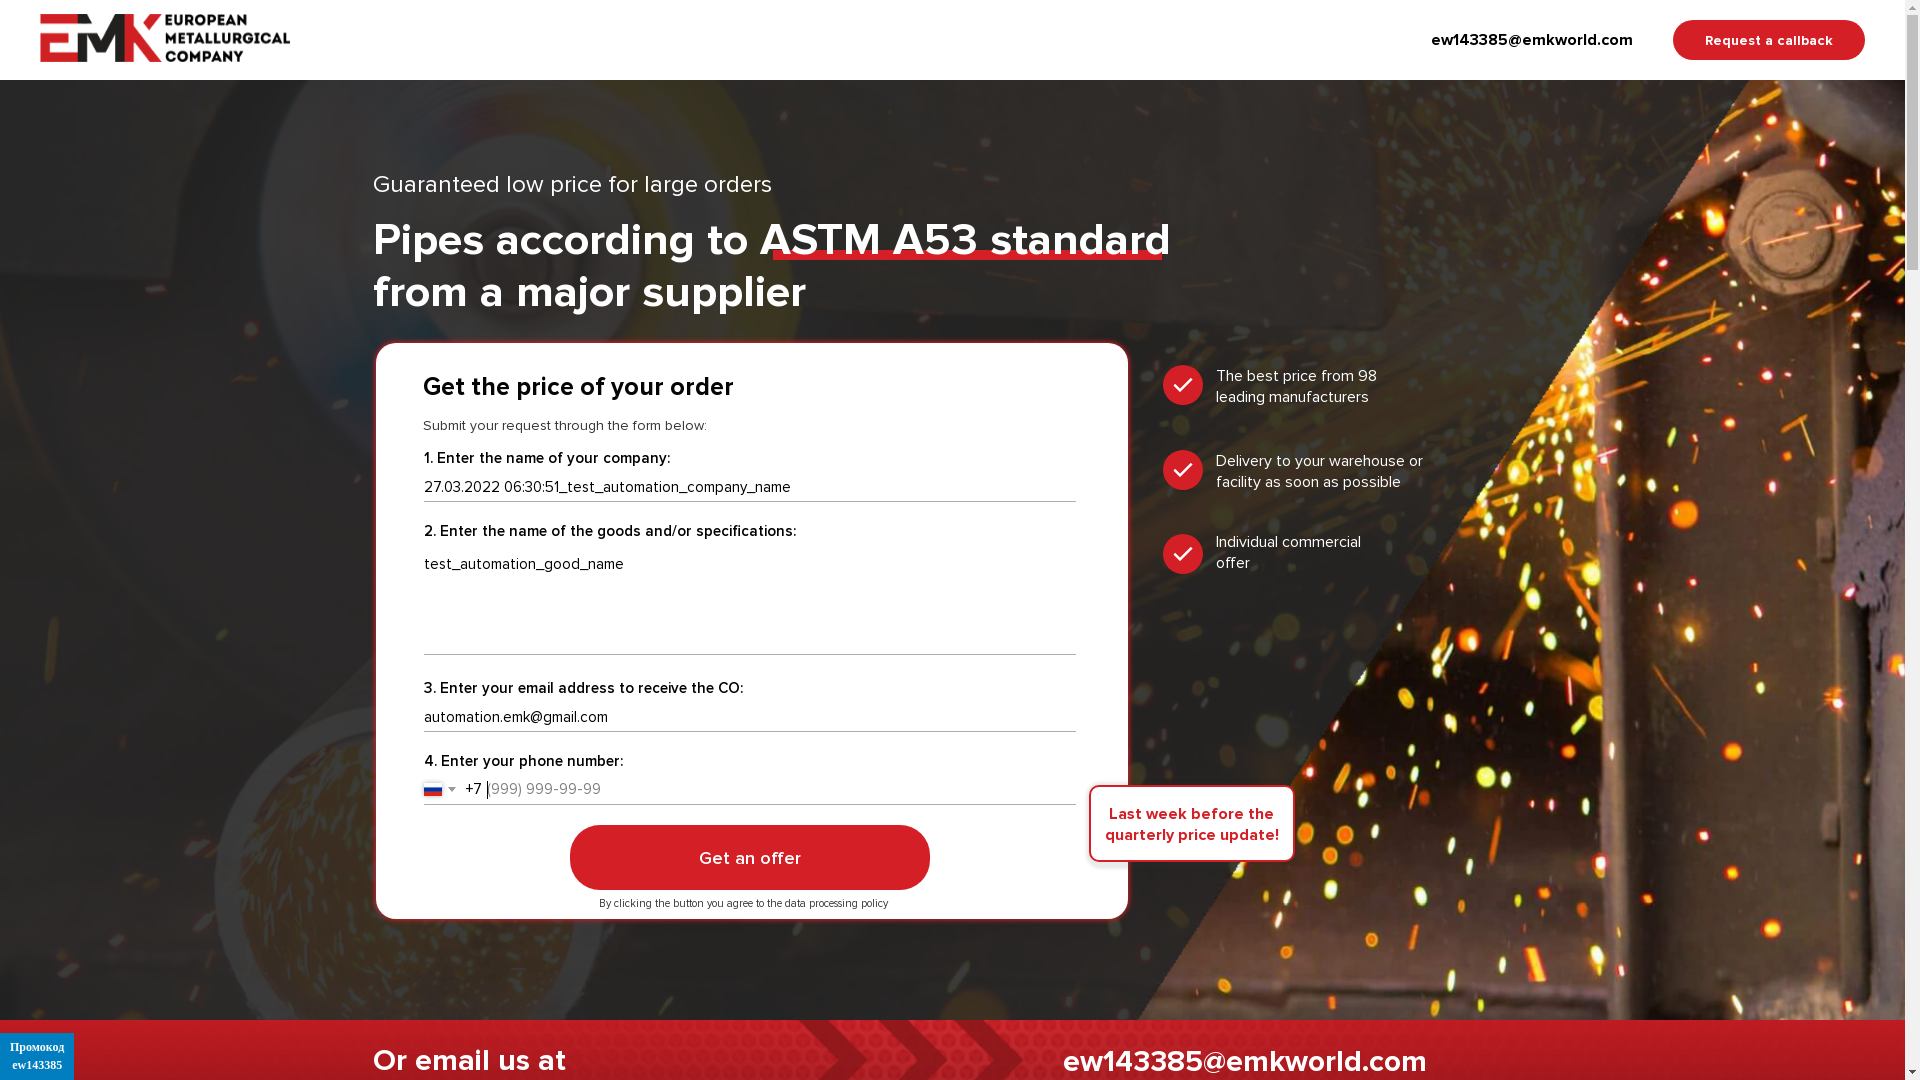 EUROPEAN
EMK METALLURGICAL
COMPANY
ew143385@emkworld.com
Request a callback
Guaranteed low price for large orders
Pipes according to ASTM A53 standard
from a major supplier
Get the price of your order
Submit your request through the form below:
1. Enter the name of your company:
27.03.2022 06:30:51_test_automation_company_name
2. Enter the name of the goods and/or specifications:
test_automation_good_name
3. Enter your email address to receive the CO:
automation.emk@gmail.com
4. Enter your phone number:
+7 (999) 999-99-99
Get an offer
By clicking the button you agree to the data processing policy
The best price from 98
leading manufacturers
Delivery to your warehouse or
facility as soon as possible
Individual commercial
offer
Last week before the
quarterly price update!
Or email us at
ew143385@emkworld.com
Промокод
ew143385